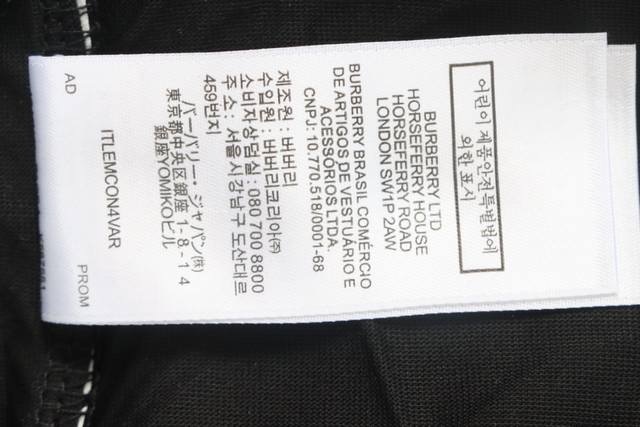 어린이 제품안전특별법에
의한 표시
BURBERRY LTD
HORSEFERRY HOUSE
HORSEFERRY ROAD
LONDON SW1P 2AW
BURBERRY BRASIL COMÉRCIO
DE ARTIGOS DE VESTUÁRIO E
ACESSÓRIOS LTDA.
CNPJ: 10.770.518/0001-68
제조원 : 버버리
수입원 : 버버리코리아㈜
소비자상담실 : 080 700 8800
주 소 : 서울시 강남구 도산대로
459번지
バーバリー・ジャパン㈱
東京都中央区銀座 1 - 8 - 1 4
銀座YOMIKOビル
ITLEMCON4VAR
AD
PROM